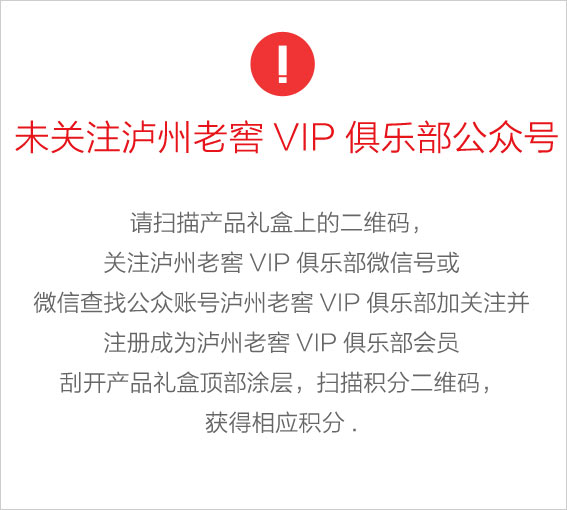 未关注泸州老窖 VIP 俱乐部公众号
请扫描产品礼盒上的二维码，
关注泸州老窖 VIP 俱乐部微信号或
微信查找公众账号泸州老窖 VIP 俱乐部加关注并
注册成为泸州老窖 VIP 俱乐部会员
刮开产品礼盒顶部涂层，扫描积分二维码，
获得相应积分 .